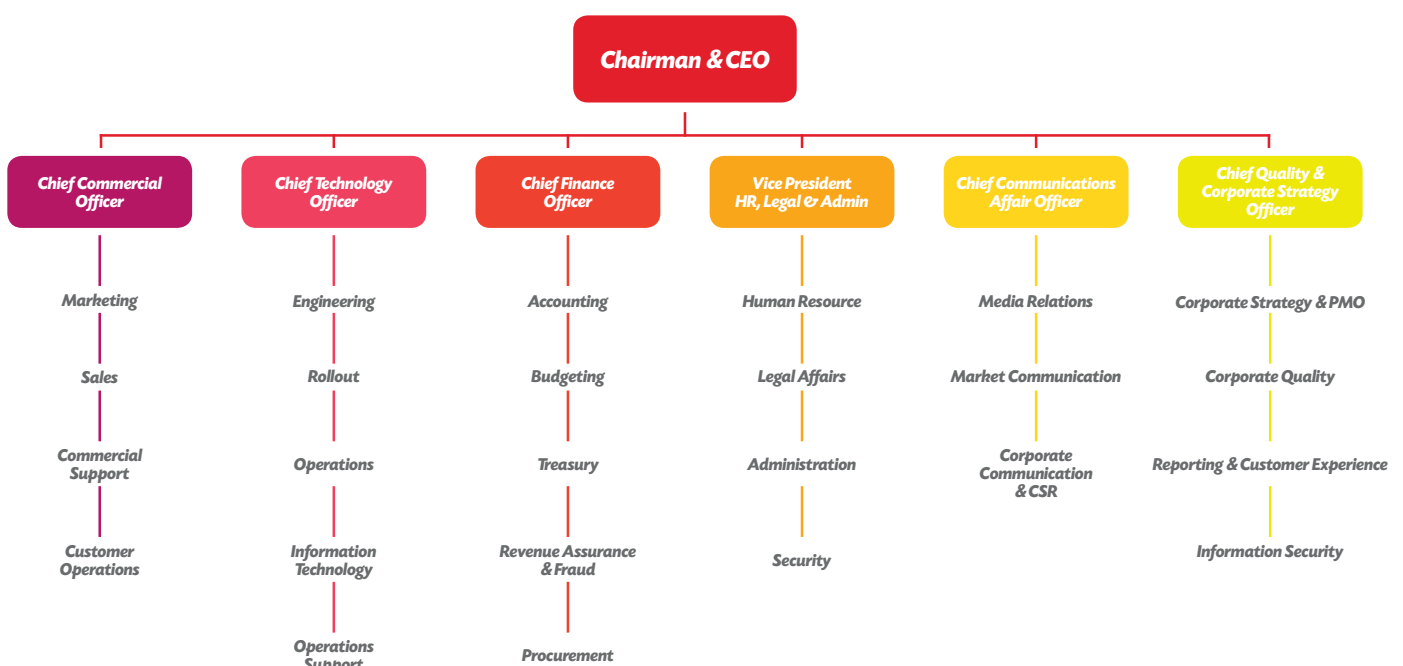 Chairman & CEO
Chief Commercial
Officer
Marketing
Sales
Commercial
Support
Customer
Operations
Chief Technology
Officer
Engineering
Rollout
Operations
Information
Technology
Operations
Support
Chief Finance
Officer
Accounting
Budgeting
Treasury
Revenue Assurance
& Fraud
Procurement
Vice President
HR, Legal & Admin
Human Resource
Legal Affairs
Administration
Security
Chief Communications
Affair Officer
Media Relations
Market Communication
Corporate
Communication
& CSR
Chief Quality &
Corporate Strategy
Officer
Corporate Strategy & PMO
Corporate Quality
Reporting & Customer Experience
Information Security